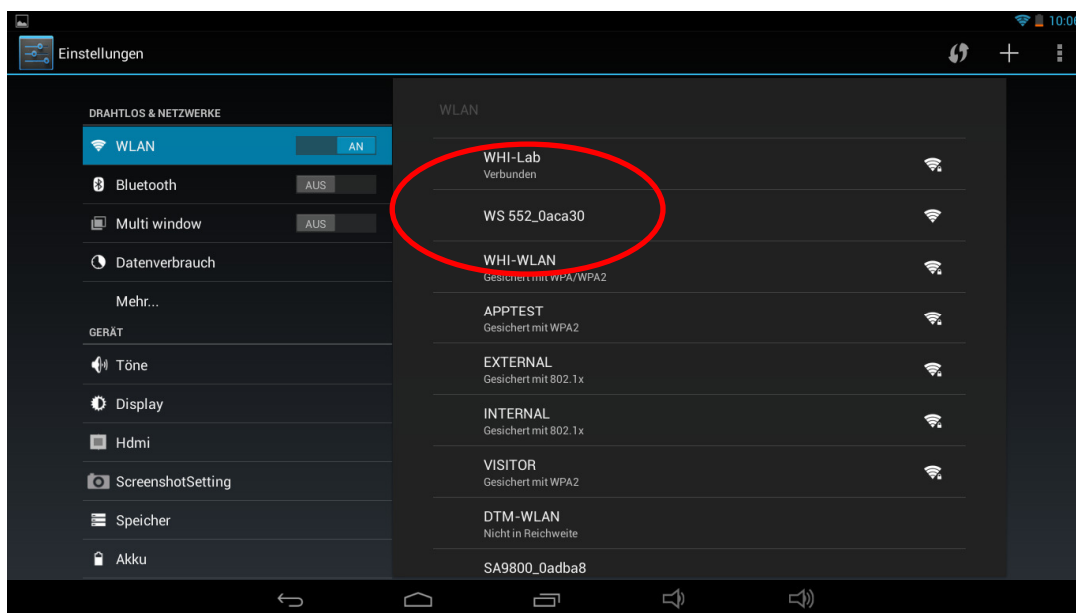 10:06
Einstellungen
DRAHTLOS & NETZWERKE
WLAN AN
Bluetooth AUS
Multi window AUS
Datenverbrauch
Mehr...
GERÄT
Töne
Display
Hdmi
ScreenshotSetting
Speicher
Akku
WLAN
WHI-Lab
Verbunden
WS 552_0aca30
WHI-WLAN
Gesichert mit WPA/WPA2
APPTEST
Gesichert mit WPA2
EXTERNAL
Gesichert mit 802.1x
INTERNAL
Gesichert mit 802.1x
VISITOR
Gesichert mit WPA2
DTM-WLAN
Nicht in Reichweite
SA9800_0adba8